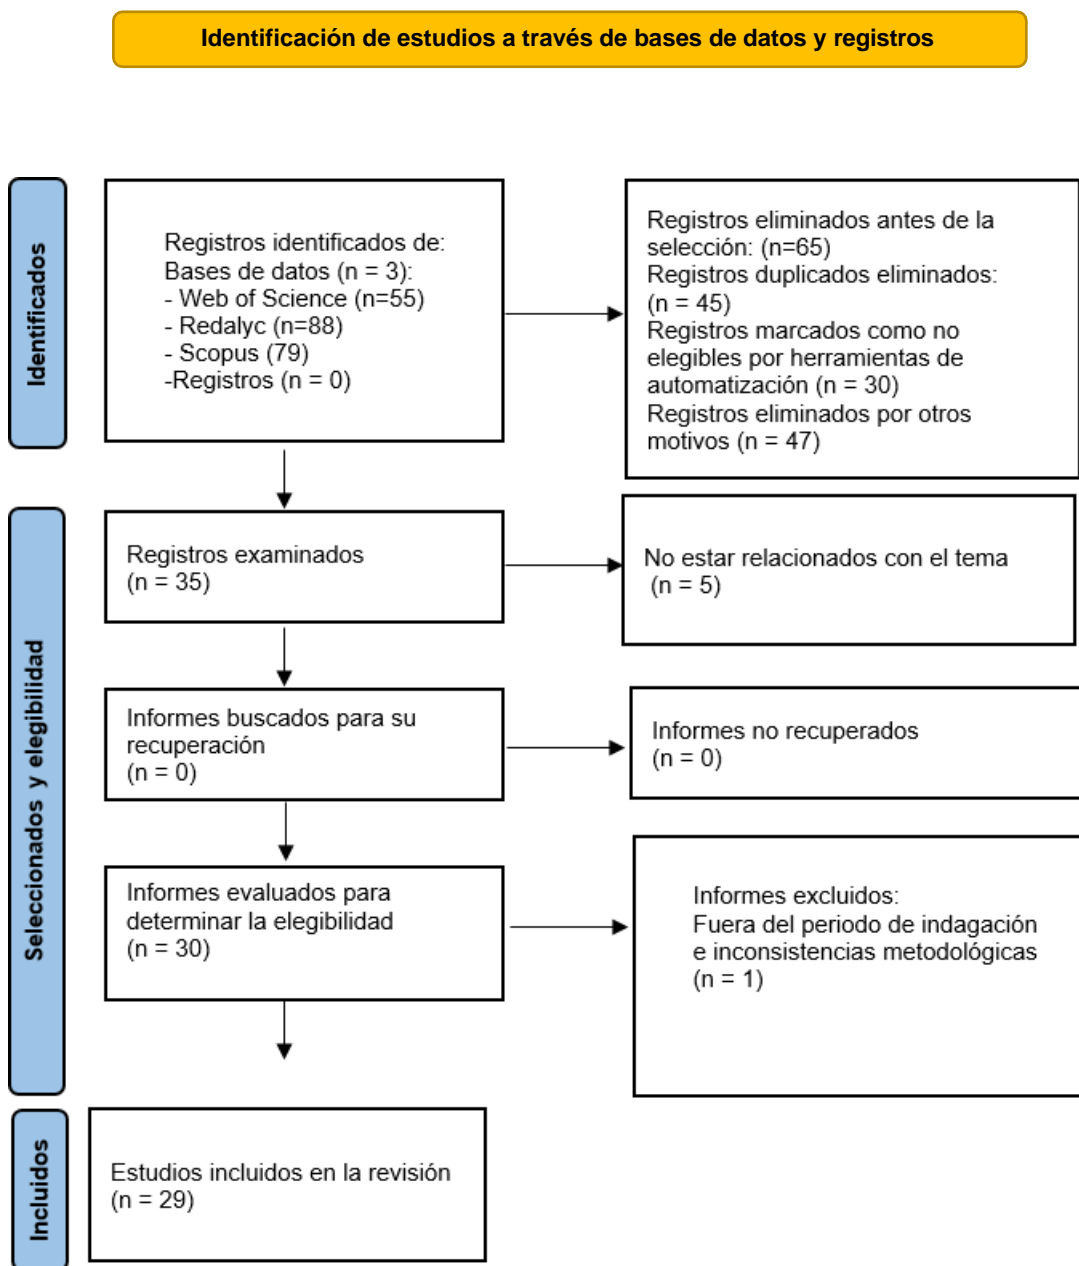 Identificación de estudios a través de bases de datos y registros
Identificados
Registros identificados de:
Bases de datos (n = 3):
- Web of Science (n=55)
- Redalyc (n=88)
- Scopus (79)
-Registros (n = 0)
Registros eliminados antes de la
selección: (n=65)
Registros duplicados eliminados:
(n = 45)
Registros marcados como no
elegibles por herramientas de
automatización (n = 30)
Registros eliminados por otros
motivos (n = 47)
Seleccionados y elegibilidad
Registros examinados
(n = 35)
No estar relacionados con el tema
(n = 5)
Informes buscados para su
recuperación
(n = 0)
Informes no recuperados
(n = 0)
Informes evaluados para
determinar la elegibilidad
(n = 30)
Informes excluidos:
Fuera del periodo de indagación
e inconsistencias metodológicas
(n = 1)
Incluidos
Estudios incluidos en la revisión
(n = 29)